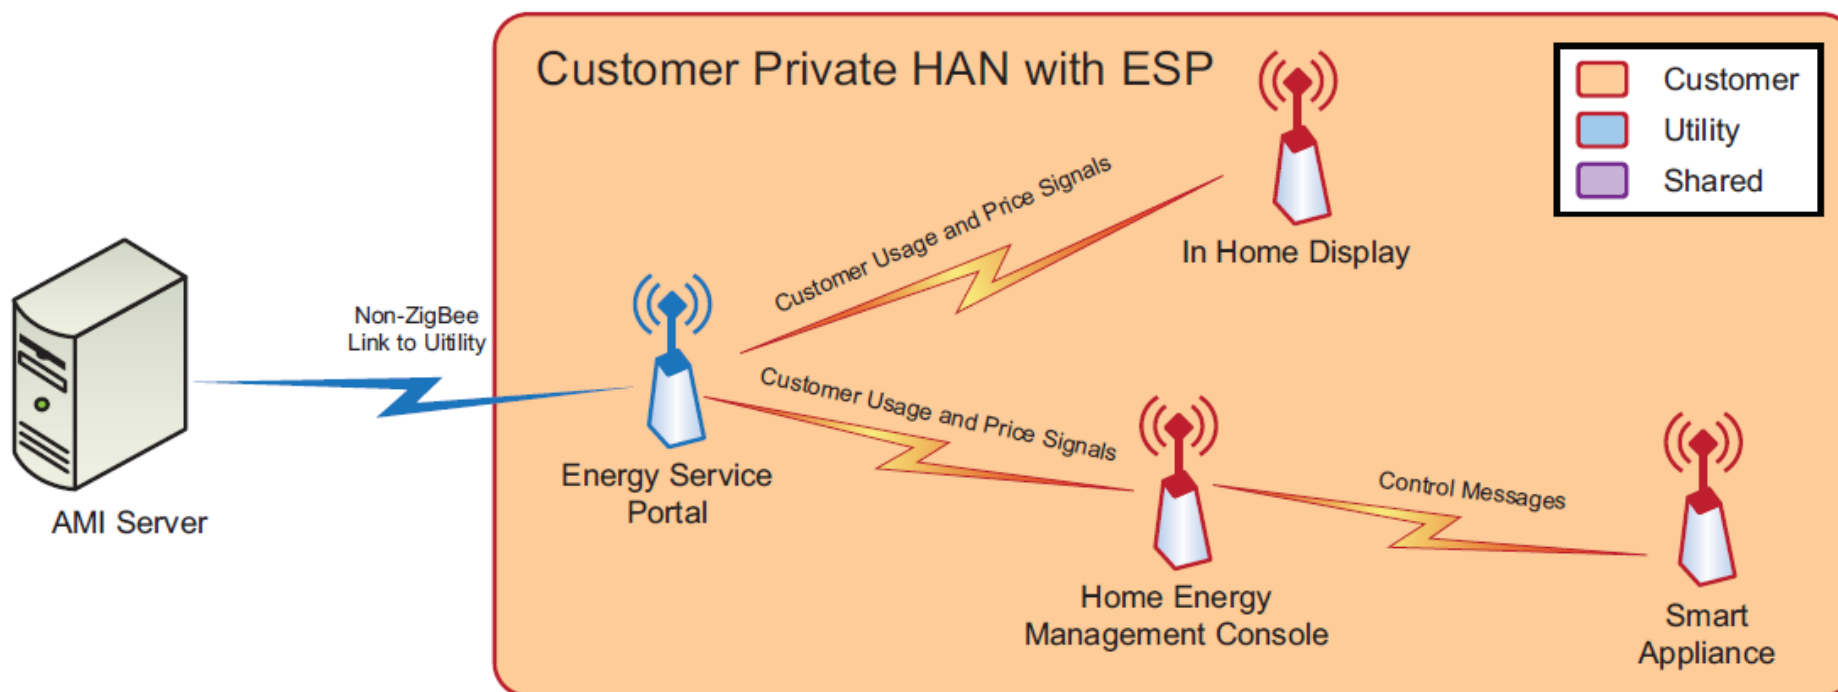 Customer Private HAN with ESP
Customer
Utility
Shared
Customer Usage and Price Signals
In Home Display
Non-ZigBee
Link to Uitility
Customer Usage and Price Signals
Energy Service
Portal
AMI Server
Control Messages
Home Energy
Management Console
Smart
Appliance